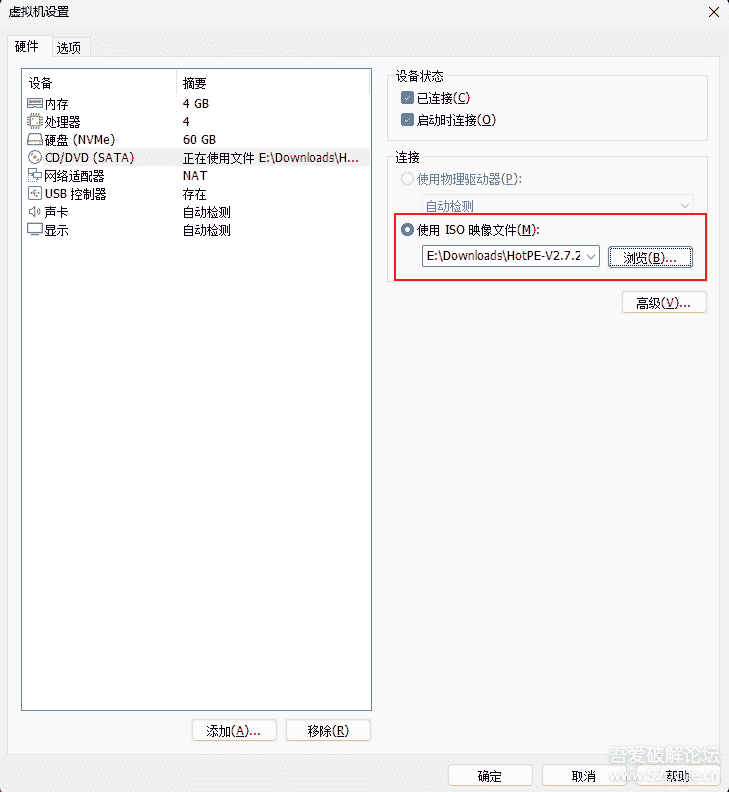 虚拟机设置
硬件 选项
设备 摘要
内存 4 GB
处理器 4
硬盘 (NVMe) 60 GB
CD/DVD (SATA) 正在使用文件 E:\Downloads\H...
网络适配器 NAT
USB 控制器 存在
声卡 自动检测
显示 自动检测
添加(A)... 移除(R)
设备状态
已连接(C)
启动时连接(O)
连接
使用物理驱动器(P):
自动检测
使用 ISO 映像文件(M):
E:\Downloads\HotPE-V2.7.2 浏览(B)...
高级(V)...
确定 取消 帮助
吾爱破解论坛